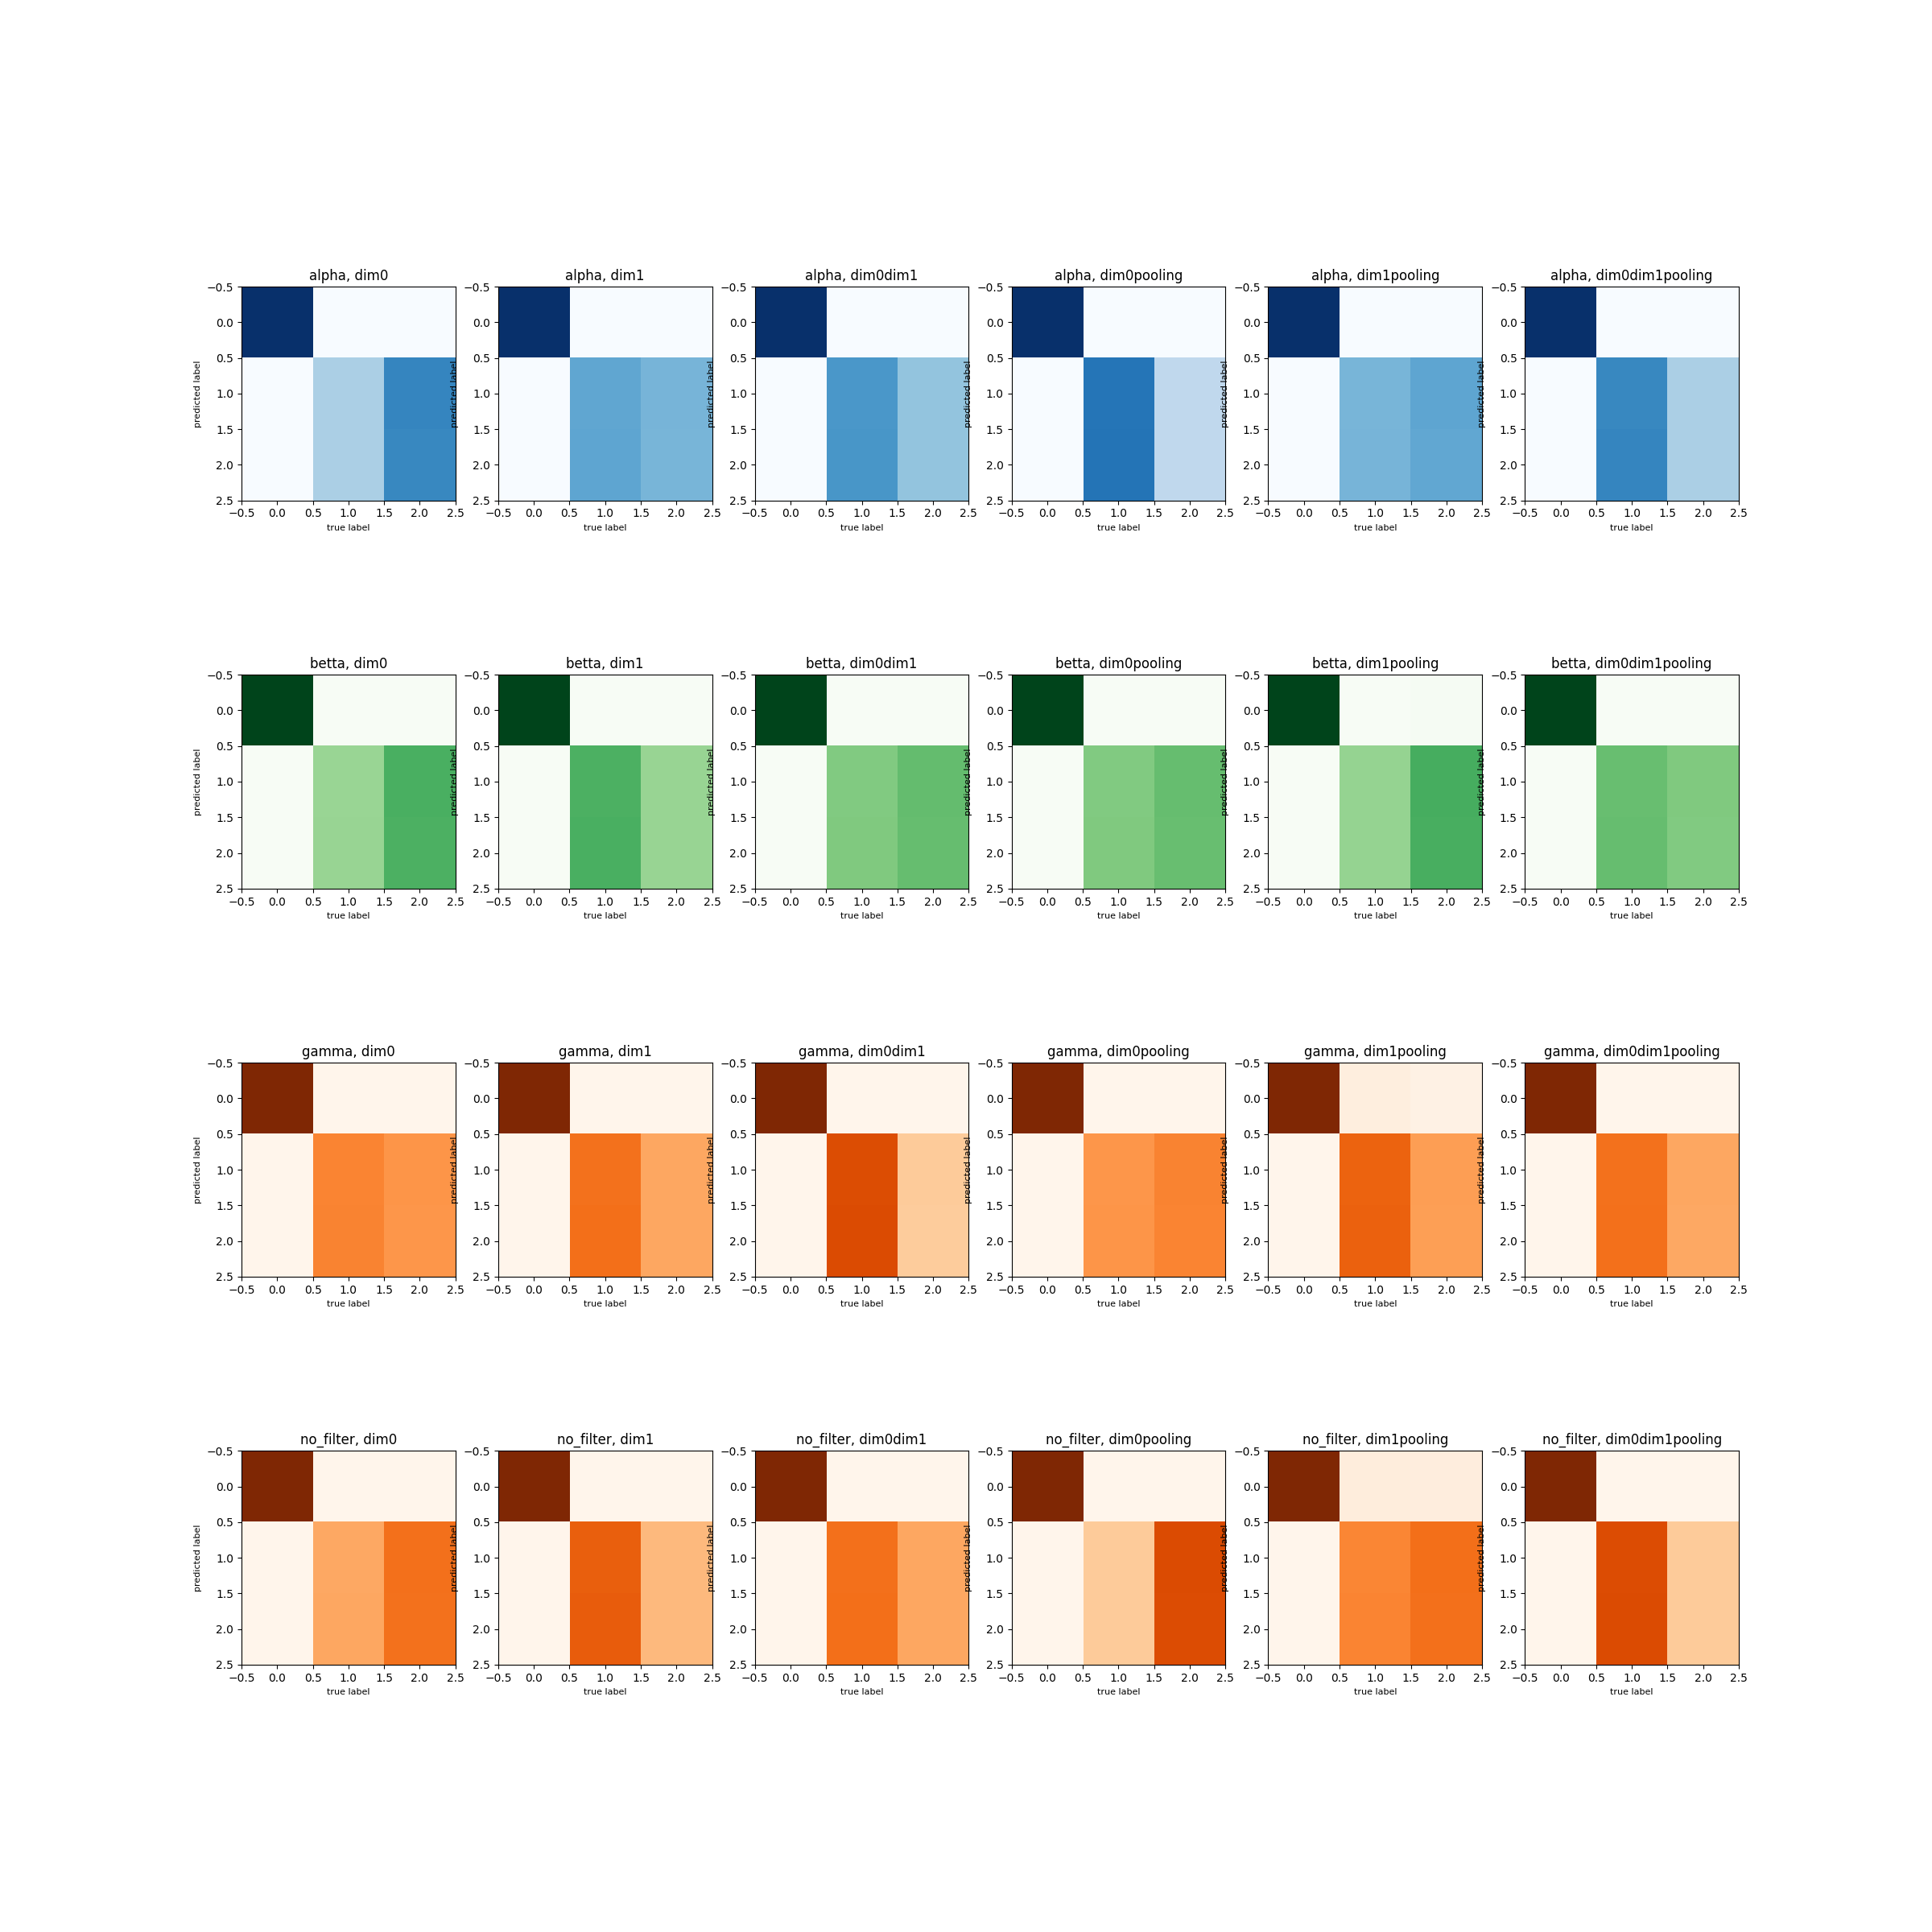 alpha, dim0 alpha, dim1 alpha, dim0dim1 alpha, dim0pooling alpha, dim1pooling alpha, dim0dim1pooling
−0.5 −0.5 −0.5 −0.5 −0.5 −0.5
0.0 0.0 0.0 0.0 0.0 0.0
0.5 0.5 0.5 0.5 0.5 0.5
predicted label predicted label predicted label predicted label predicted label predicted label
1.0 1.0 1.0 1.0 1.0 1.0
1.5 1.5 1.5 1.5 1.5 1.5
2.0 2.0 2.0 2.0 2.0 2.0
2.5 2.5 2.5 2.5 2.5 2.5
−0.5 0.0 0.5 1.0 1.5 2.0 2.5 −0.5 0.0 0.5 1.0 1.5 2.0 2.5 −0.5 0.0 0.5 1.0 1.5 2.0 2.5 −0.5 0.0 0.5 1.0 1.5 2.0 2.5 −0.5 0.0 0.5 1.0 1.5 2.0 2.5 −0.5 0.0 0.5 1.0 1.5 2.0 2.5
true label true label true label true label true label true label
betta, dim0 betta, dim1 betta, dim0dim1 betta, dim0pooling betta, dim1pooling betta, dim0dim1pooling
−0.5 −0.5 −0.5 −0.5 −0.5 −0.5
0.0 0.0 0.0 0.0 0.0 0.0
0.5 0.5 0.5 0.5 0.5 0.5
predicted label predicted label predicted label predicted label predicted label predicted label
1.0 1.0 1.0 1.0 1.0 1.0
1.5 1.5 1.5 1.5 1.5 1.5
2.0 2.0 2.0 2.0 2.0 2.0
2.5 2.5 2.5 2.5 2.5 2.5
−0.5 0.0 0.5 1.0 1.5 2.0 2.5 −0.5 0.0 0.5 1.0 1.5 2.0 2.5 −0.5 0.0 0.5 1.0 1.5 2.0 2.5 −0.5 0.0 0.5 1.0 1.5 2.0 2.5 −0.5 0.0 0.5 1.0 1.5 2.0 2.5 −0.5 0.0 0.5 1.0 1.5 2.0 2.5
true label true label true label true label true label true label
gamma, dim0 gamma, dim1 gamma, dim0dim1 gamma, dim0pooling gamma, dim1pooling gamma, dim0dim1pooling
−0.5 −0.5 −0.5 −0.5 −0.5 −0.5
0.0 0.0 0.0 0.0 0.0 0.0
0.5 0.5 0.5 0.5 0.5 0.5
predicted label predicted label predicted label predicted label predicted label predicted label
1.0 1.0 1.0 1.0 1.0 1.0
1.5 1.5 1.5 1.5 1.5 1.5
2.0 2.0 2.0 2.0 2.0 2.0
2.5 2.5 2.5 2.5 2.5 2.5
−0.5 0.0 0.5 1.0 1.5 2.0 2.5 −0.5 0.0 0.5 1.0 1.5 2.0 2.5 −0.5 0.0 0.5 1.0 1.5 2.0 2.5 −0.5 0.0 0.5 1.0 1.5 2.0 2.5 −0.5 0.0 0.5 1.0 1.5 2.0 2.5 −0.5 0.0 0.5 1.0 1.5 2.0 2.5
true label true label true label true label true label true label
no_filter, dim0 no_filter, dim1 no_filter, dim0dim1 no_filter, dim0pooling no_filter, dim1pooling no_filter, dim0dim1pooling
−0.5 −0.5 −0.5 −0.5 −0.5 −0.5
0.0 0.0 0.0 0.0 0.0 0.0
0.5 0.5 0.5 0.5 0.5 0.5
predicted label predicted label predicted label predicted label predicted label predicted label
1.0 1.0 1.0 1.0 1.0 1.0
1.5 1.5 1.5 1.5 1.5 1.5
2.0 2.0 2.0 2.0 2.0 2.0
2.5 2.5 2.5 2.5 2.5 2.5
−0.5 0.0 0.5 1.0 1.5 2.0 2.5 −0.5 0.0 0.5 1.0 1.5 2.0 2.5 −0.5 0.0 0.5 1.0 1.5 2.0 2.5 −0.5 0.0 0.5 1.0 1.5 2.0 2.5 −0.5 0.0 0.5 1.0 1.5 2.0 2.5 −0.5 0.0 0.5 1.0 1.5 2.0 2.5
true label true label true label true label true label true label